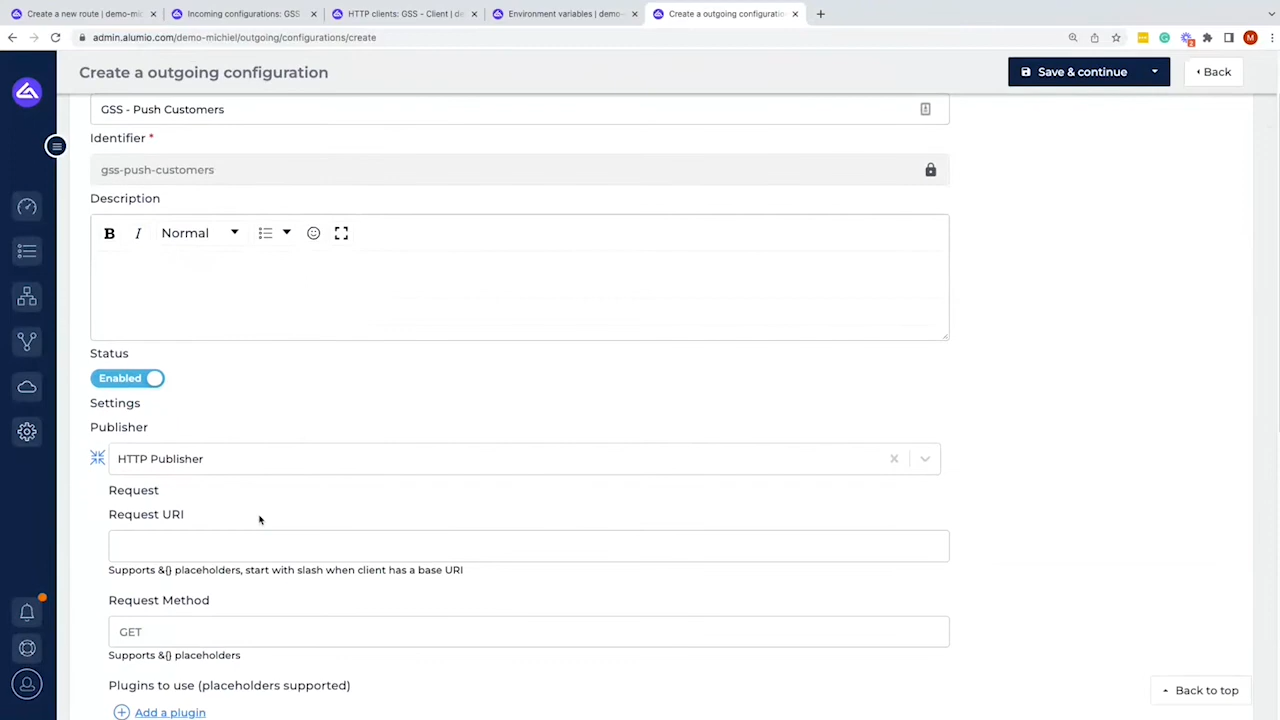 Create a new route | demo-mic
Incoming configurations: GSS
HTTP clients: GSS - Client | de
Environment variables | demo-
Create a outgoing configuratio
admin.alumio.com/demo-michiel/outgoing/configurations/create
M
Create a outgoing configuration
Save & continue
Back
GSS - Push Customers
Identifier *
gss-push-customers
Description
B I Normal
Status
Enabled
Settings
Publisher
HTTP Publisher
Request
Request URI
Supports &{} placeholders, start with slash when client has a base URI
Request Method
GET
Supports &{} placeholders
Plugins to use (placeholders supported)
Add a plugin
Back to top